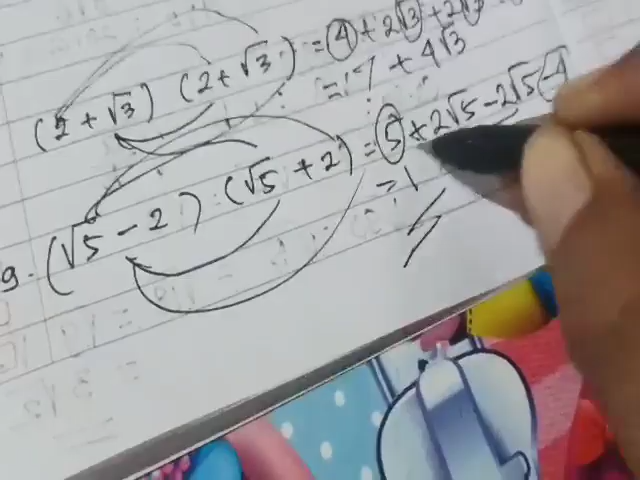 (2 + √3) (2 + √3) = 4 + 2√3 + 2√3
= 7 + 4√3
9. (√5 - 2) (√5 + 2) = 5 + 2√5 - 2√5 - 4
= 1